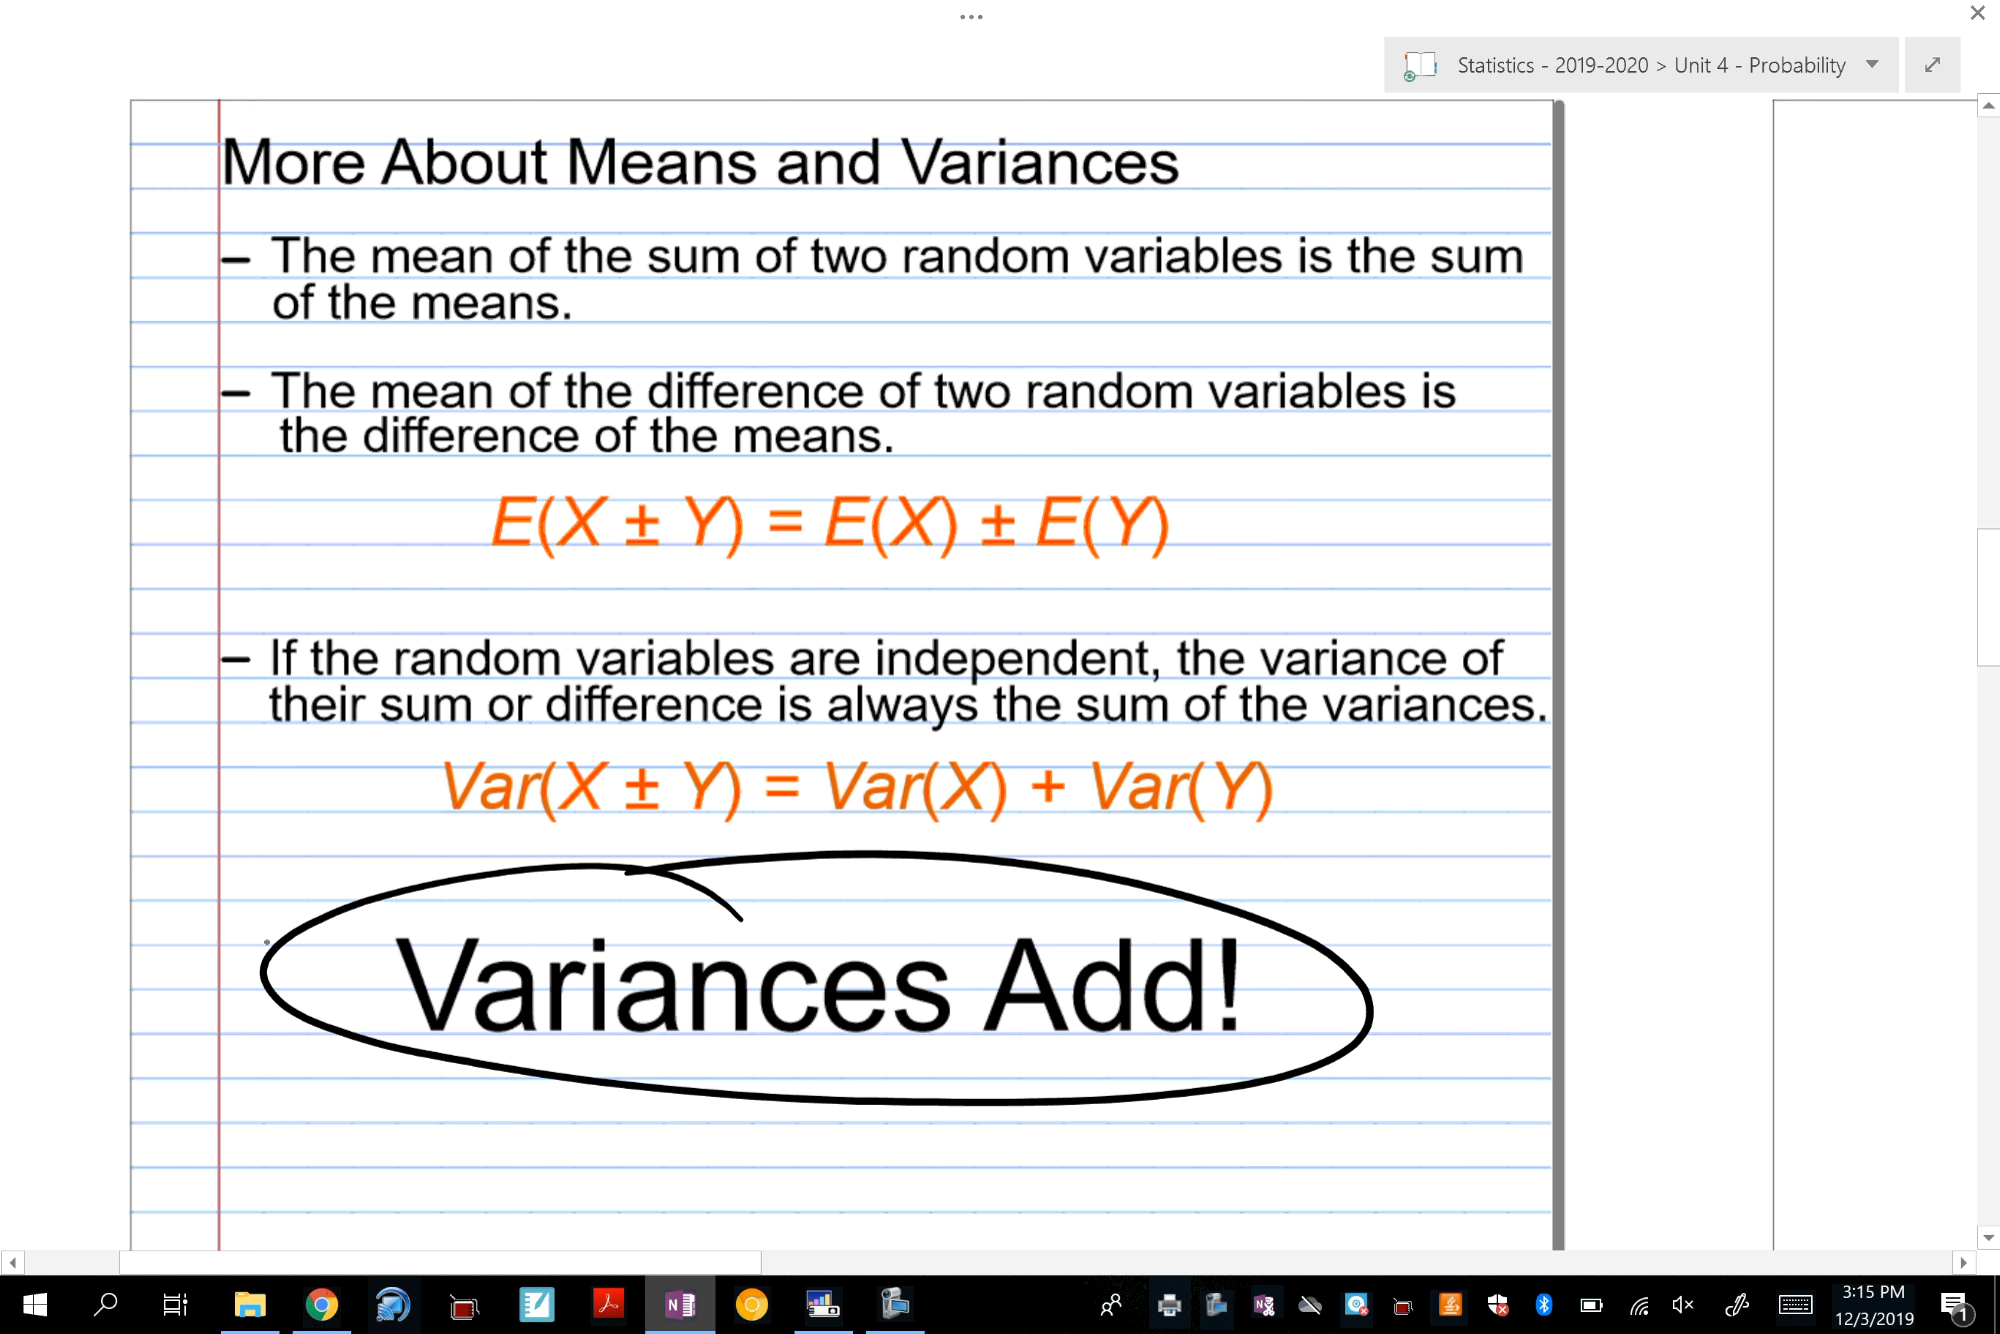 Statistics - 2019-2020 > Unit 4 - Probability
More About Means and Variances
– The mean of the sum of two random variables is the sum
of the means.
– The mean of the difference of two random variables is
the difference of the means.
E(X ± Y) = E(X) ± E(Y)
– If the random variables are independent, the variance of
their sum or difference is always the sum of the variances.
Var(X ± Y) = Var(X) + Var(Y)
Variances Add!
3:15 PM
12/3/2019
1